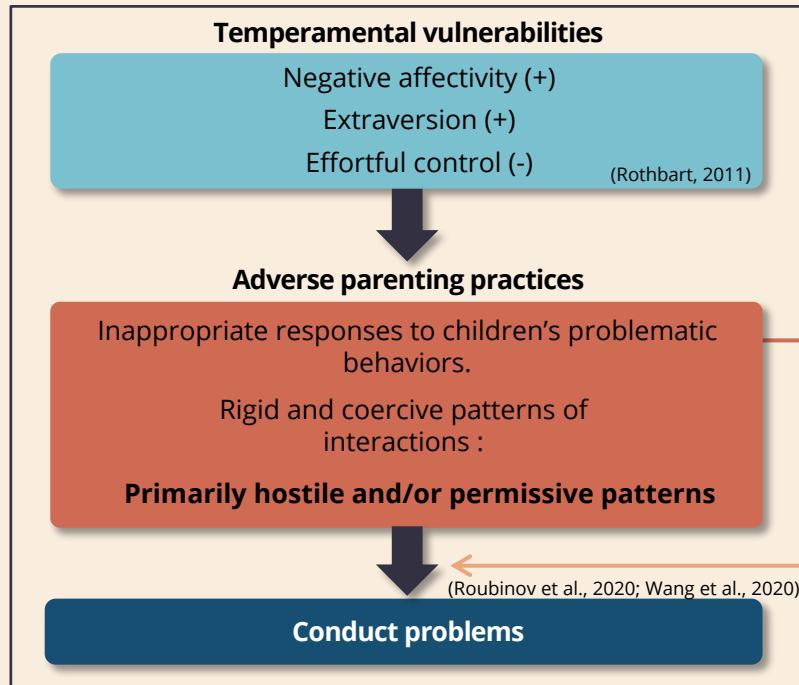 Temperamental vulnerabilities
Negative affectivity (+)
Extraversion (+)
Effortful control (-)
(Rothbart, 2011)
Adverse parenting practices
Inappropriate responses to children’s problematic
behaviors.
Rigid and coercive patterns of
interactions :
Primarily hostile and/or permissive patterns
(Roubinov et al., 2020; Wang et al., 2020)
Conduct problems